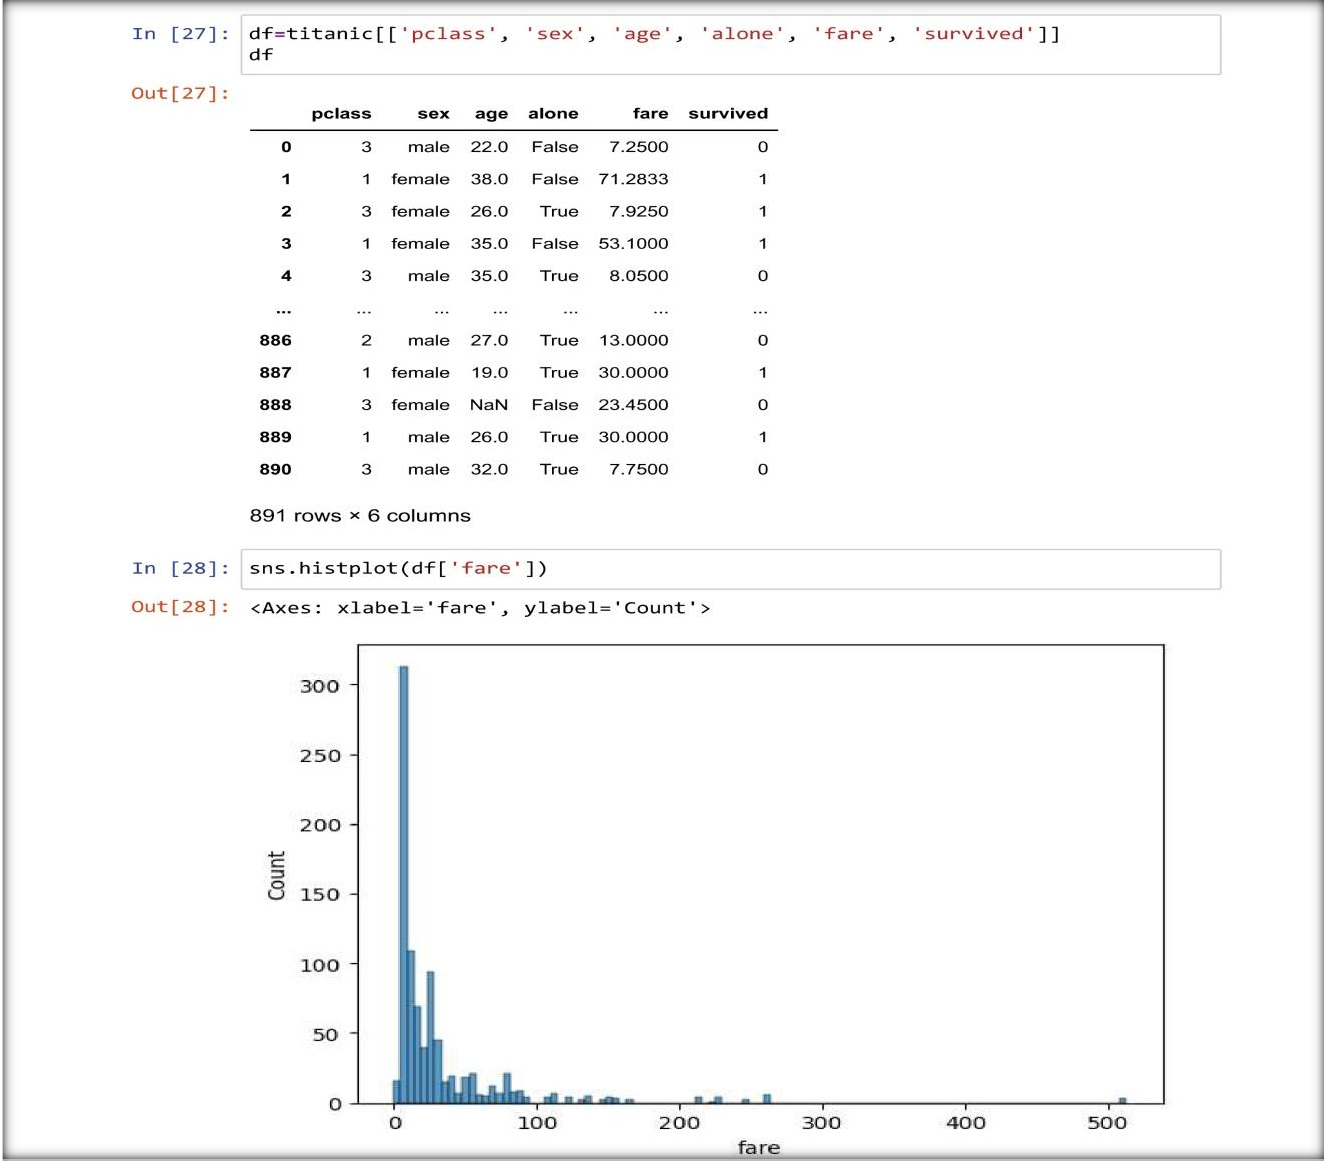 In [27]: df=titanic[['pclass', 'sex', 'age', 'alone', 'fare', 'survived']]
df
Out[27]:
pclass sex age alone fare survived
0 3 male 22.0 False 7.2500 0
1 1 female 38.0 False 71.2833 1
2 3 female 26.0 True 7.9250 1
3 1 female 35.0 False 53.1000 1
4 3 male 35.0 True 8.0500 0
... ... ... ... ... ... ...
886 2 male 27.0 True 13.0000 0
887 1 female 19.0 True 30.0000 1
888 3 female NaN False 23.4500 0
889 1 male 26.0 True 30.0000 1
890 3 male 32.0 True 7.7500 0
891 rows × 6 columns
In [28]: sns.histplot(df['fare'])
Out[28]: <Axes: xlabel='fare', ylabel='Count'>
300
250
200
Count
150
100
50
0
0 100 200 300 400 500
fare